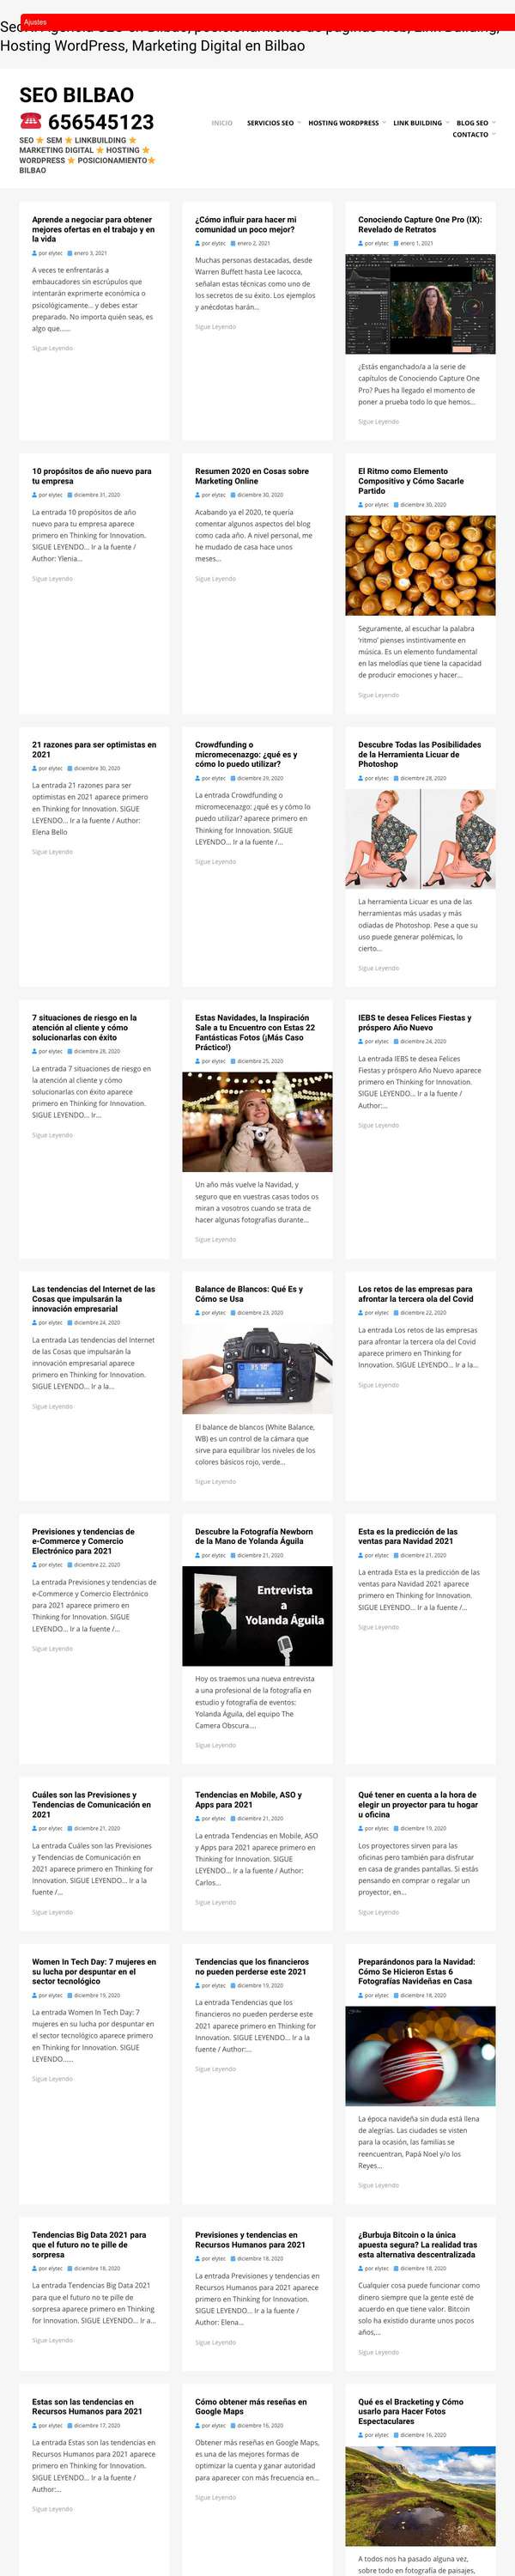 Ajustes
Hosting WordPress, Marketing Digital en Bilbao
SEO BILBAO
☎ 656545123
SEO ⭐ SEM ⭐ LINKBUILDING ⭐
MARKETING DIGITAL ⭐ HOSTING ⭐
WORDPRESS ⭐ POSICIONAMIENTO⭐
BILBAO
INICIO SERVICIOS SEO HOSTING WORDPRESS LINK BUILDING BLOG SEO
CONTACTO
Aprende a negociar para obtener
mejores ofertas en el trabajo y en
la vida
por elytec enero 3, 2021
A veces te enfrentarás a
embaucadores sin escrúpulos que
intentarán exprimerte económica o
psicológicamente... y debes estar
preparado. No importa quién seas, es
algo que......
Sigue Leyendo
¿Cómo influir para hacer mi
comunidad un poco mejor?
por elytec enero 2, 2021
Muchas personas destacadas, desde
Warren Buffett hasta Lee Iacocca,
señalan estas técnicas como uno de
los secretos de su éxito. Los ejemplos
y anécdotas harán...
Sigue Leyendo
Conociendo Capture One Pro (IX):
Revelado de Retratos
por elytec enero 1, 2021
¿Estás enganchado/a a la serie de
capítulos de Conociendo Capture One
Pro? Pues ha llegado el momento de
poner a prueba todo lo que hemos...
Sigue Leyendo
10 propósitos de año nuevo para
tu empresa
por elytec diciembre 31, 2020
La entrada 10 propósitos de año
nuevo para tu empresa aparece
primero en Thinking for Innovation.
SIGUE LEYENDO... Ir a la fuente /
Author: Ylenia...
Sigue Leyendo
Resumen 2020 en Cosas sobre
Marketing Online
por elytec diciembre 30, 2020
Acabando ya el 2020, te quería
comentar algunos aspectos del blog
como cada año. A nivel personal, me
he mudado de casa hace unos
meses...
Sigue Leyendo
El Ritmo como Elemento
Compositivo y Cómo Sacarle
Partido
por elytec diciembre 30, 2020
Seguramente, al escuchar la palabra
'ritmo' pienses instintivamente en
música. Es un elemento fundamental
en las melodías que tiene la capacidad
de producir emociones y hacer...
Sigue Leyendo
21 razones para ser optimistas en
2021
por elytec diciembre 30, 2020
La entrada 21 razones para ser
optimistas en 2021 aparece primero
en Thinking for Innovation. SIGUE
LEYENDO... Ir a la fuente / Author:
Elena Bello
Sigue Leyendo
Crowdfunding o
micromecenazgo: ¿qué es y
cómo lo puedo utilizar?
por elytec diciembre 29, 2020
La entrada Crowdfunding o
micromecenazgo: ¿qué es y cómo lo
puedo utilizar? aparece primero en
Thinking for Innovation. SIGUE
LEYENDO... Ir a la fuente /...
Sigue Leyendo
Descubre Todas las Posibilidades
de la Herramienta Licuar de
Photoshop
por elytec diciembre 28, 2020
La herramienta Licuar es una de las
herramientas más usadas y más
odiadas de Photoshop. Pese a que su
uso puede generar polémicas, lo
cierto...
Sigue Leyendo
7 situaciones de riesgo en la
atención al cliente y cómo
solucionarlas con éxito
por elytec diciembre 28, 2020
La entrada 7 situaciones de riesgo en
la atención al cliente y cómo
solucionarlas con éxito aparece
primero en Thinking for Innovation.
SIGUE LEYENDO... Ir...
Sigue Leyendo
Estas Navidades, la Inspiración
Sale a tu Encuentro con Estas 22
Fantásticas Fotos (¡Más Caso
Práctico!)
por elytec diciembre 25, 2020
Un año más vuelve la Navidad, y
seguro que en vuestras casas todos os
miran a vosotros cuando se trata de
hacer algunas fotografías durante...
Sigue Leyendo
IEBS te desea Felices Fiestas y
próspero Año Nuevo
por elytec diciembre 24, 2020
La entrada IEBS te desea Felices
Fiestas y próspero Año Nuevo aparece
primero en Thinking for Innovation.
SIGUE LEYENDO... Ir a la fuente /
Author:...
Sigue Leyendo
Las tendencias del Internet de las
Cosas que impulsarán la
innovación empresarial
por elytec diciembre 24, 2020
La entrada Las tendencias del Internet
de las Cosas que impulsarán la
innovación empresarial aparece
primero en Thinking for Innovation.
SIGUE LEYENDO... Ir a la...
Sigue Leyendo
Balance de Blancos: Qué Es y
Cómo se Usa
por elytec diciembre 23, 2020
El balance de blancos (White Balance,
WB) es un control de la cámara que
sirve para equilibrar los niveles de los
colores básicos rojo, verde...
Sigue Leyendo
Los retos de las empresas para
afrontar la tercera ola del Covid
por elytec diciembre 22, 2020
La entrada Los retos de las empresas
para afrontar la tercera ola del Covid
aparece primero en Thinking for
Innovation. SIGUE LEYENDO... Ir a la...
Sigue Leyendo
Previsiones y tendencias de
e-Commerce y Comercio
Electrónico para 2021
por elytec diciembre 22, 2020
La entrada Previsiones y tendencias de
e-Commerce y Comercio Electrónico
para 2021 aparece primero en
Thinking for Innovation. SIGUE
LEYENDO... Ir a la fuente /...
Sigue Leyendo
Descubre la Fotografía Newborn
de la Mano de Yolanda Águila
por elytec diciembre 21, 2020
Entrevista
a
Yolanda Águila
Hoy os traemos una nueva entrevista
a una profesional de la fotografía en
estudio y fotografía de eventos:
Yolanda Águila, del equipo The
Camera Obscura....
Sigue Leyendo
Esta es la predicción de las
ventas para Navidad 2021
por elytec diciembre 21, 2020
La entrada Esta es la predicción de las
ventas para Navidad 2021 aparece
primero en Thinking for Innovation.
SIGUE LEYENDO... Ir a la fuente /...
Sigue Leyendo
Cuáles son las Previsiones y
Tendencias de Comunicación en
2021
por elytec diciembre 21, 2020
La entrada Cuáles son las Previsiones
y Tendencias de Comunicación en
2021 aparece primero en Thinking for
Innovation. SIGUE LEYENDO... Ir a la
fuente /...
Sigue Leyendo
Tendencias en Mobile, ASO y
Apps para 2021
por elytec diciembre 21, 2020
La entrada Tendencias en Mobile, ASO
y Apps para 2021 aparece primero en
Thinking for Innovation. SIGUE
LEYENDO... Ir a la fuente / Author:
Carlos...
Sigue Leyendo
Qué tener en cuenta a la hora de
elegir un proyector para tu hogar
u oficina
por elytec diciembre 19, 2020
Los proyectores sirven para las
oficinas pero también para disfrutar
en casa de grandes pantallas. Si estás
pensando en comprar o regalar un
proyector, en...
Sigue Leyendo
Women In Tech Day: 7 mujeres en
su lucha por despuntar en el
sector tecnológico
por elytec diciembre 19, 2020
La entrada Women In Tech Day: 7
mujeres en su lucha por despuntar en
el sector tecnológico aparece primero
en Thinking for Innovation. SIGUE
LEYENDO......
Sigue Leyendo
Tendencias que los financieros
no pueden perderse este 2021
por elytec diciembre 19, 2020
La entrada Tendencias que los
financieros no pueden perderse este
2021 aparece primero en Thinking for
Innovation. SIGUE LEYENDO... Ir a la
fuente / Author:...
Sigue Leyendo
Preparándonos para la Navidad:
Cómo Se Hicieron Estas 6
Fotografías Navideñas en Casa
por elytec diciembre 18, 2020
La época navideña sin duda está llena
de alegrías. Las ciudades se visten
para la ocasión, las familias se
reencuentran, Papá Noel y/o los
Reyes...
Sigue Leyendo
Tendencias Big Data 2021 para
que el futuro no te pille de
sorpresa
por elytec diciembre 18, 2020
La entrada Tendencias Big Data 2021
para que el futuro no te pille de
sorpresa aparece primero en Thinking
for Innovation. SIGUE LEYENDO... Ir a...
Sigue Leyendo
Previsiones y tendencias en
Recursos Humanos para 2021
por elytec diciembre 18, 2020
La entrada Previsiones y tendencias en
Recursos Humanos para 2021 aparece
primero en Thinking for Innovation.
SIGUE LEYENDO... Ir a la fuente /
Author: Elena...
Sigue Leyendo
¿Burbuja Bitcoin o la única
apuesta segura? La realidad tras
esta alternativa descentralizada
por elytec diciembre 18, 2020
Cualquier cosa puede funcionar como
dinero siempre que la gente esté de
acuerdo en que tiene valor. Bitcoin
solo ha existido durante unos pocos
años,...
Sigue Leyendo
Estas son las tendencias en
Recursos Humanos para 2021
por elytec diciembre 17, 2020
La entrada Estas son las tendencias en
Recursos Humanos para 2021 aparece
primero en Thinking for Innovation.
SIGUE LEYENDO... Ir a la fuente /
Author:...
Sigue Leyendo
Cómo obtener más reseñas en
Google Maps
por elytec diciembre 16, 2020
Obtener más reseñas en Google Maps,
es una de las mejores formas de
optimizar la cuenta y ganar autoridad
para aparecer con más frecuencia en...
Sigue Leyendo
Qué es el Bracketing y Cómo
usarlo para Hacer Fotos
Espectaculares
por elytec diciembre 16, 2020
A todos nos ha pasado alguna vez,
sobre todo en fotografía de paisajes,